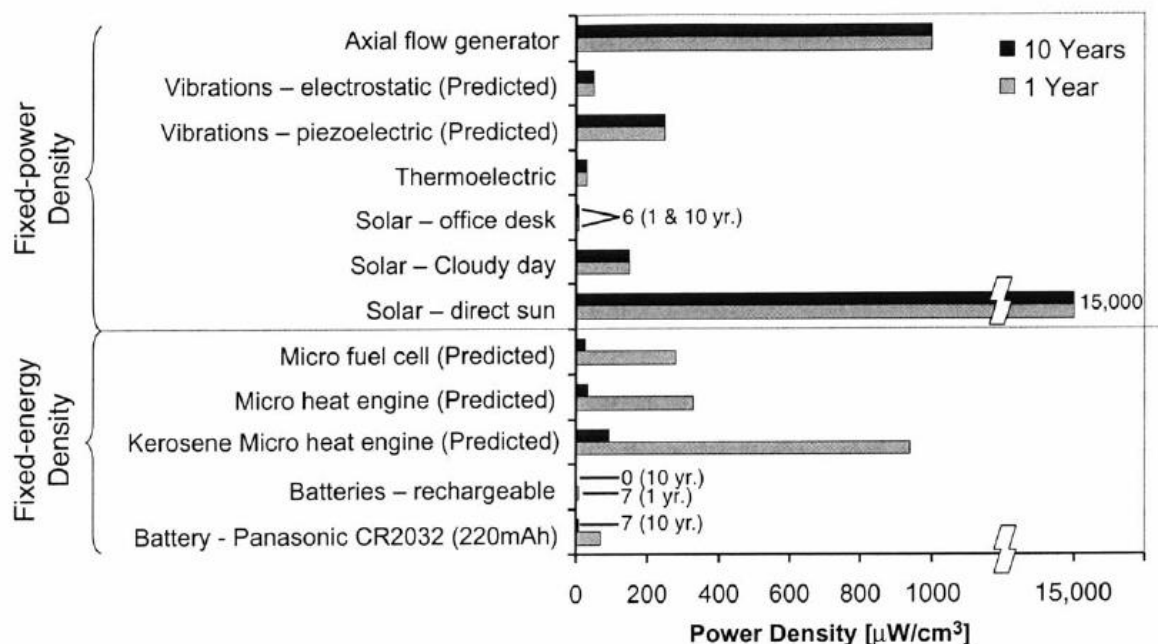 Fixed-power
Density
Axial flow generator
Vibrations – electrostatic (Predicted)
Vibrations – piezoelectric (Predicted)
Thermoelectric
Solar – office desk
6 (1 & 10 yr.)
Solar – Cloudy day
Solar – direct sun
15,000
10 Years
1 Year
Fixed-energy
Density
Micro fuel cell (Predicted)
Micro heat engine (Predicted)
Kerosene Micro heat engine (Predicted)
Batteries – rechargeable
0 (10 yr.)
7 (1 yr.)
Battery - Panasonic CR2032 (220mAh)
7 (10 yr.)
0 200 400 600 800 1000 15,000
Power Density [µW/cm³]